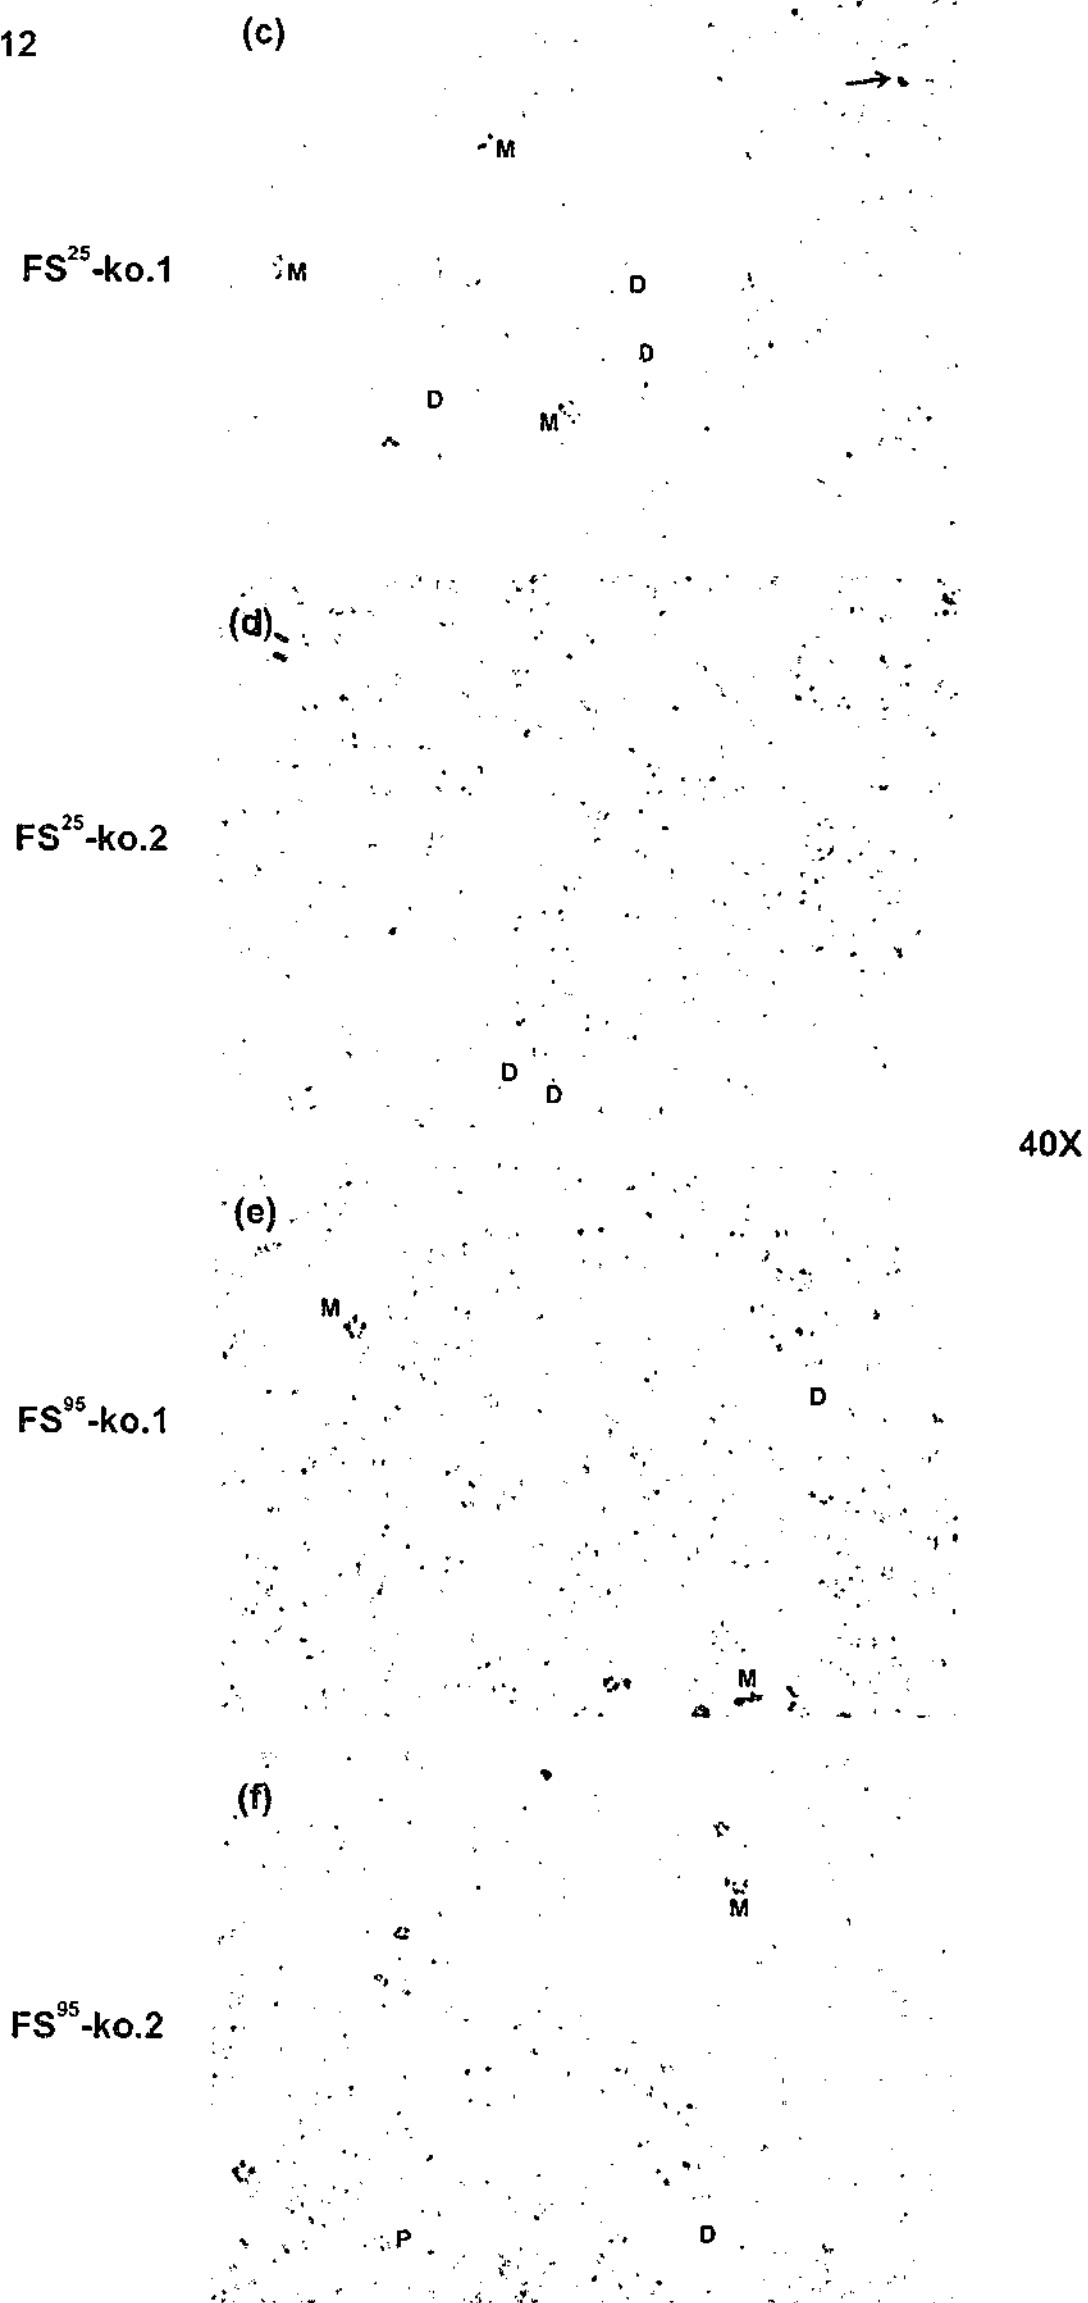 12
(c)
M
FS²⁵-ko.1
M
D
D
D
M
(d)
FS²⁵-ko.2
D
D
40X
(e)
M
D
FS⁹⁵-ko.1
M
(f)
M
FS⁹⁵-ko.2
P
D